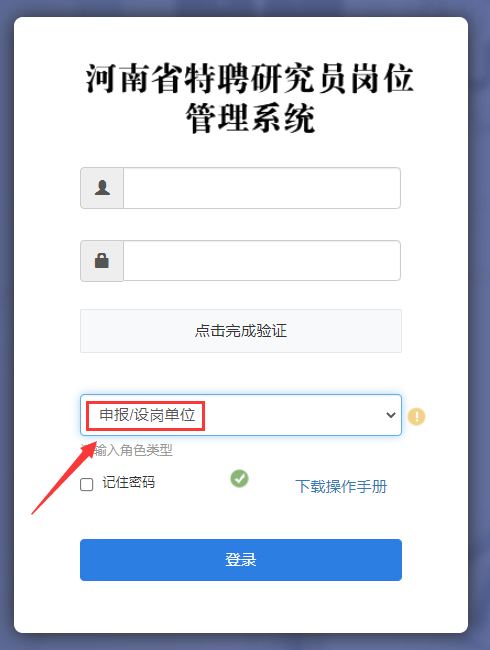 河南省特聘研究员岗位
管理系统
点击完成验证
申报/设岗单位
输入角色类型
记住密码
下载操作手册
登录